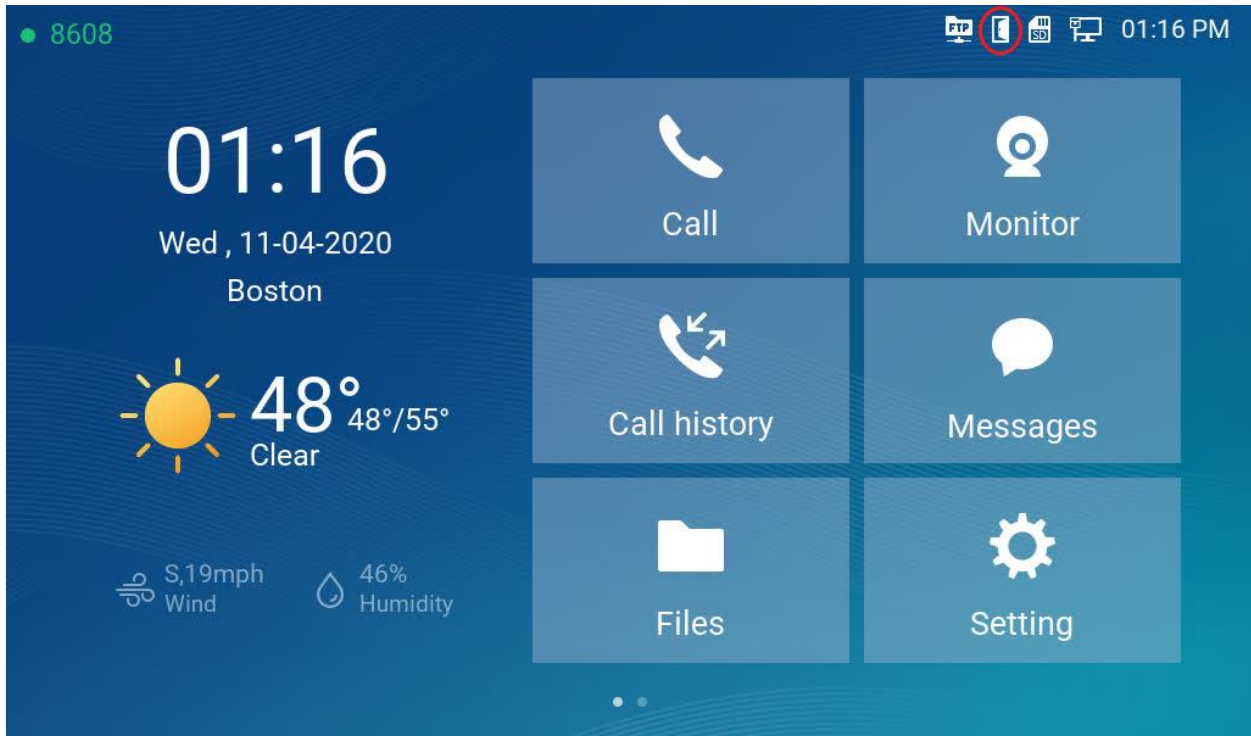 8608
FTP
SD
01:16 PM
01:16
Wed , 11-04-2020
Boston
48°
48°/55°
Clear
S,19mph
Wind
46%
Humidity
Call
Monitor
Call history
Messages
Files
Setting